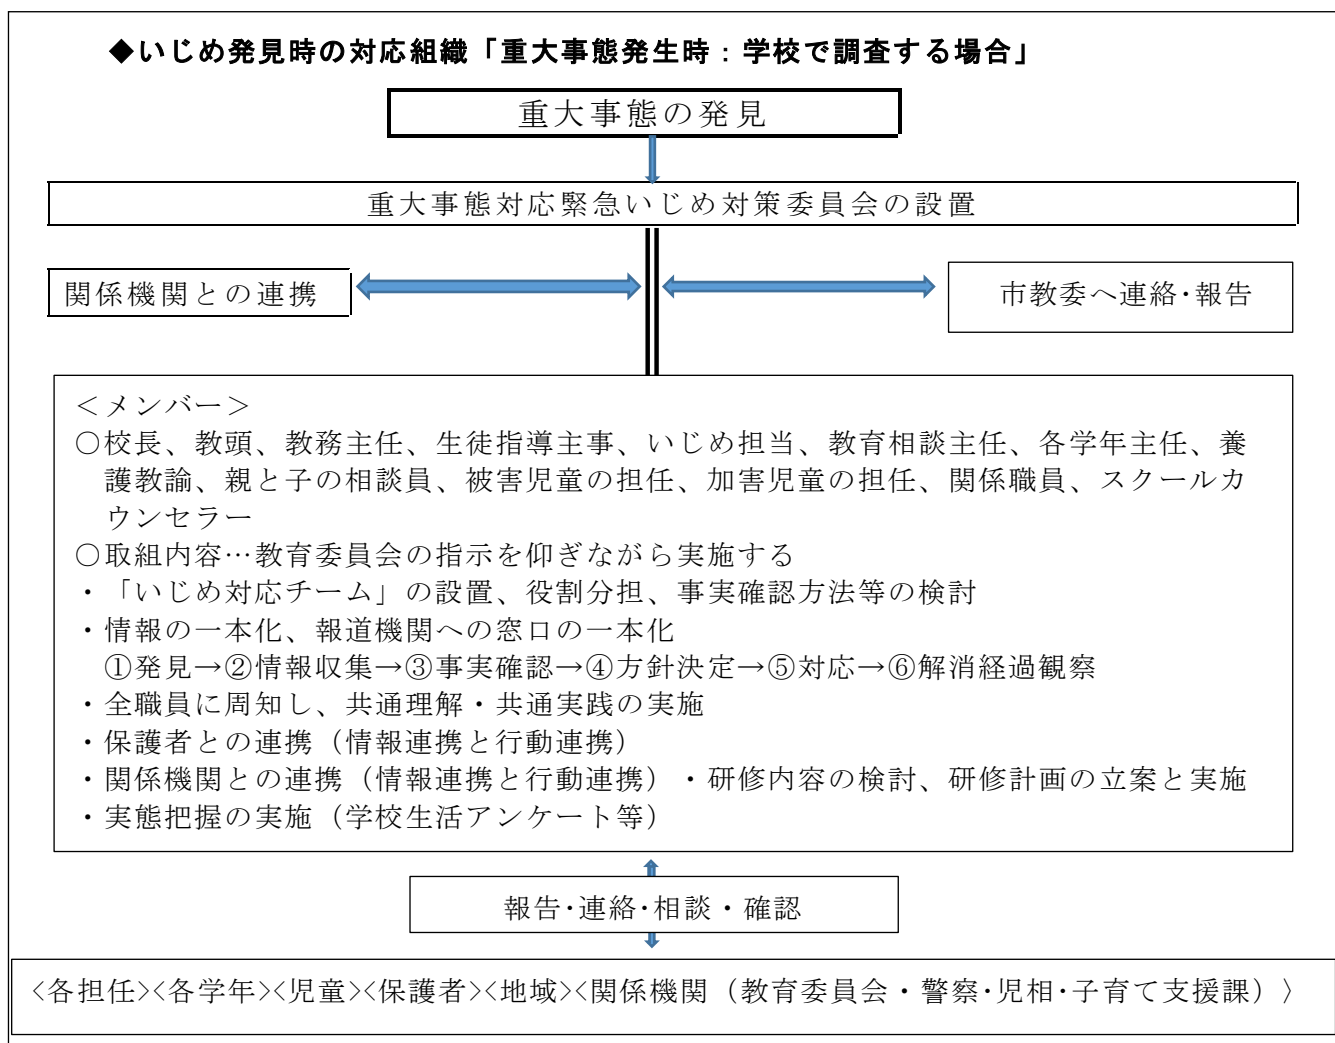 ◆いじめ発見時の対応組織「重大事態発生時：学校で調査する場合」
重大事態の発見
重大事態対応緊急いじめ対策委員会の設置
関係機関との連携
市教委へ連絡・報告
＜メンバー＞
○校長、教頭、教務主任、生徒指導主事、いじめ担当、教育相談主任、各学年主任、養
護教諭、親と子の相談員、被害児童の担任、加害児童の担任、関係職員、スクールカ
ウンセラー
○取組内容…教育委員会の指示を仰ぎながら実施する
・「いじめ対応チーム」の設置、役割分担、事実確認方法等の検討
・情報の一本化、報道機関への窓口の一本化
①発見→②情報収集→③事実確認→④方針決定→⑤対応→⑥解消経過観察
・全職員に周知し、共通理解・共通実践の実施
・保護者との連携（情報連携と行動連携）
・関係機関との連携（情報連携と行動連携）・研修内容の検討、研修計画の立案と実施
・実態把握の実施（学校生活アンケート等）
報告・連絡・相談・確認
〈各担任〉〈各学年〉〈児童〉〈保護者〉〈地域〉〈関係機関（教育委員会・警察・児相・子育て支援課）〉